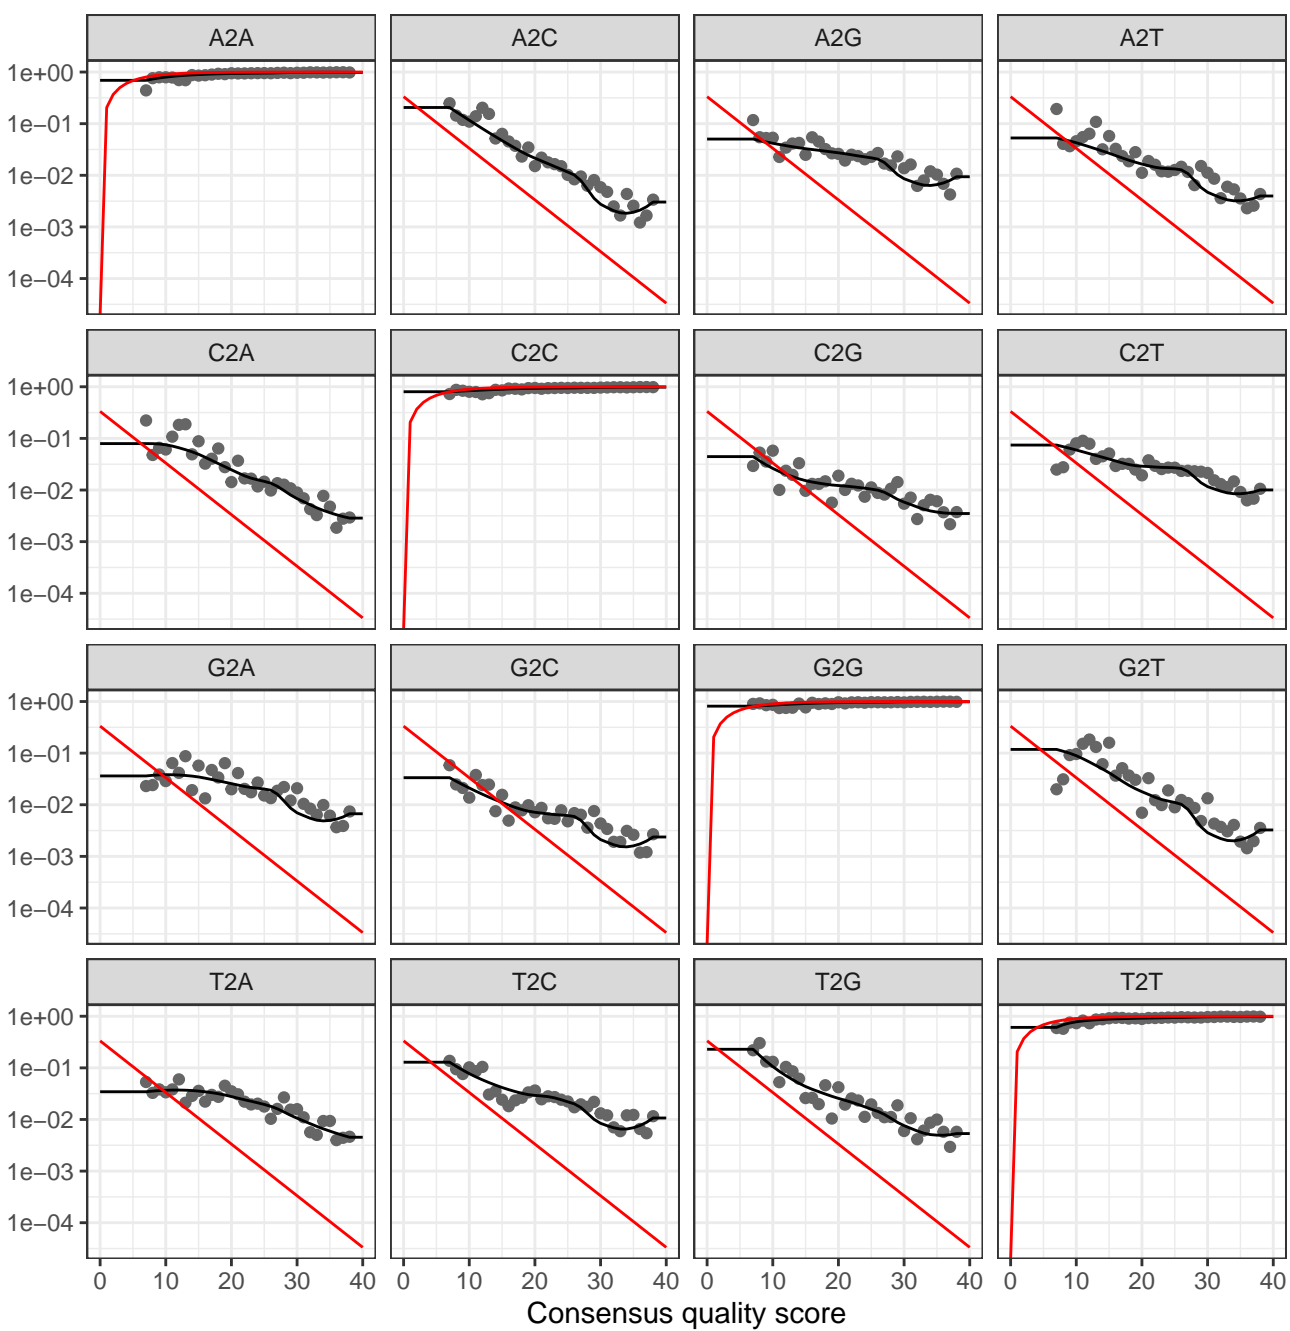 A2A A2C A2G A2T
1e+00
1e−01
1e−02
1e−03
1e−04
C2A C2C C2G C2T
1e+00
1e−01
1e−02
1e−03
1e−04
G2A G2C G2G G2T
1e+00
1e−01
1e−02
1e−03
1e−04
T2A T2C T2G T2T
1e+00
1e−01
1e−02
1e−03
1e−04
0 10 20 30 40 0 10 20 30 40 0 10 20 30 40 0 10 20 30 40
Consensus quality score